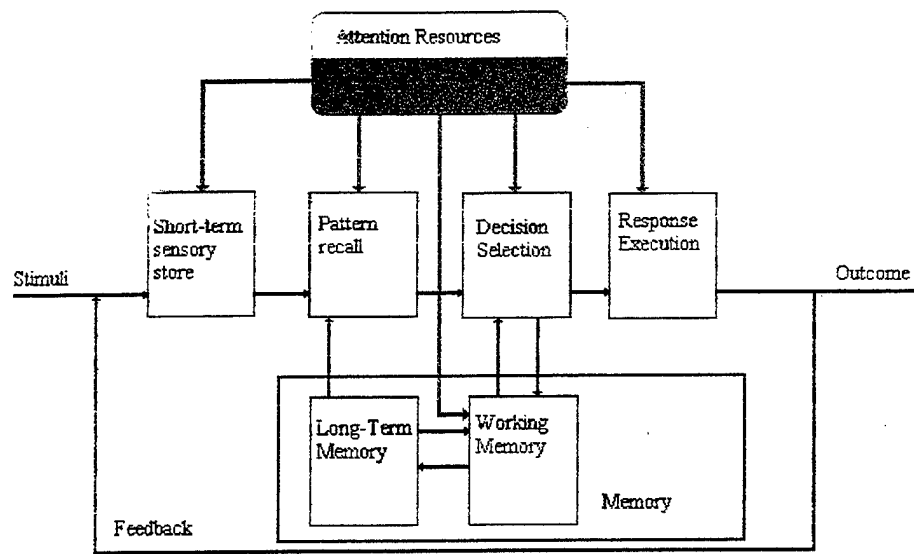 Attention Resources
Short-term
sensory
store
Pattern
recall
Decision
Selection
Response
Execution
Stimuli
Outcome
Long-Term
Memory
Working
Memory
Memory
Feedback